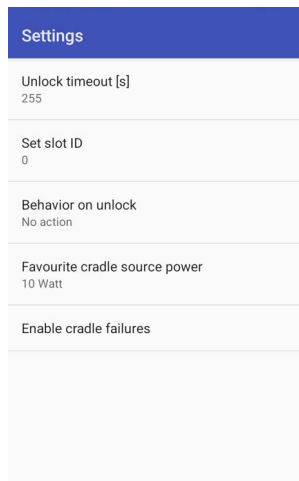 Settings
Unlock timeout [s]
255
Set slot ID
0
Behavior on unlock
No action
Favourite cradle source power
10 Watt
Enable cradle failures